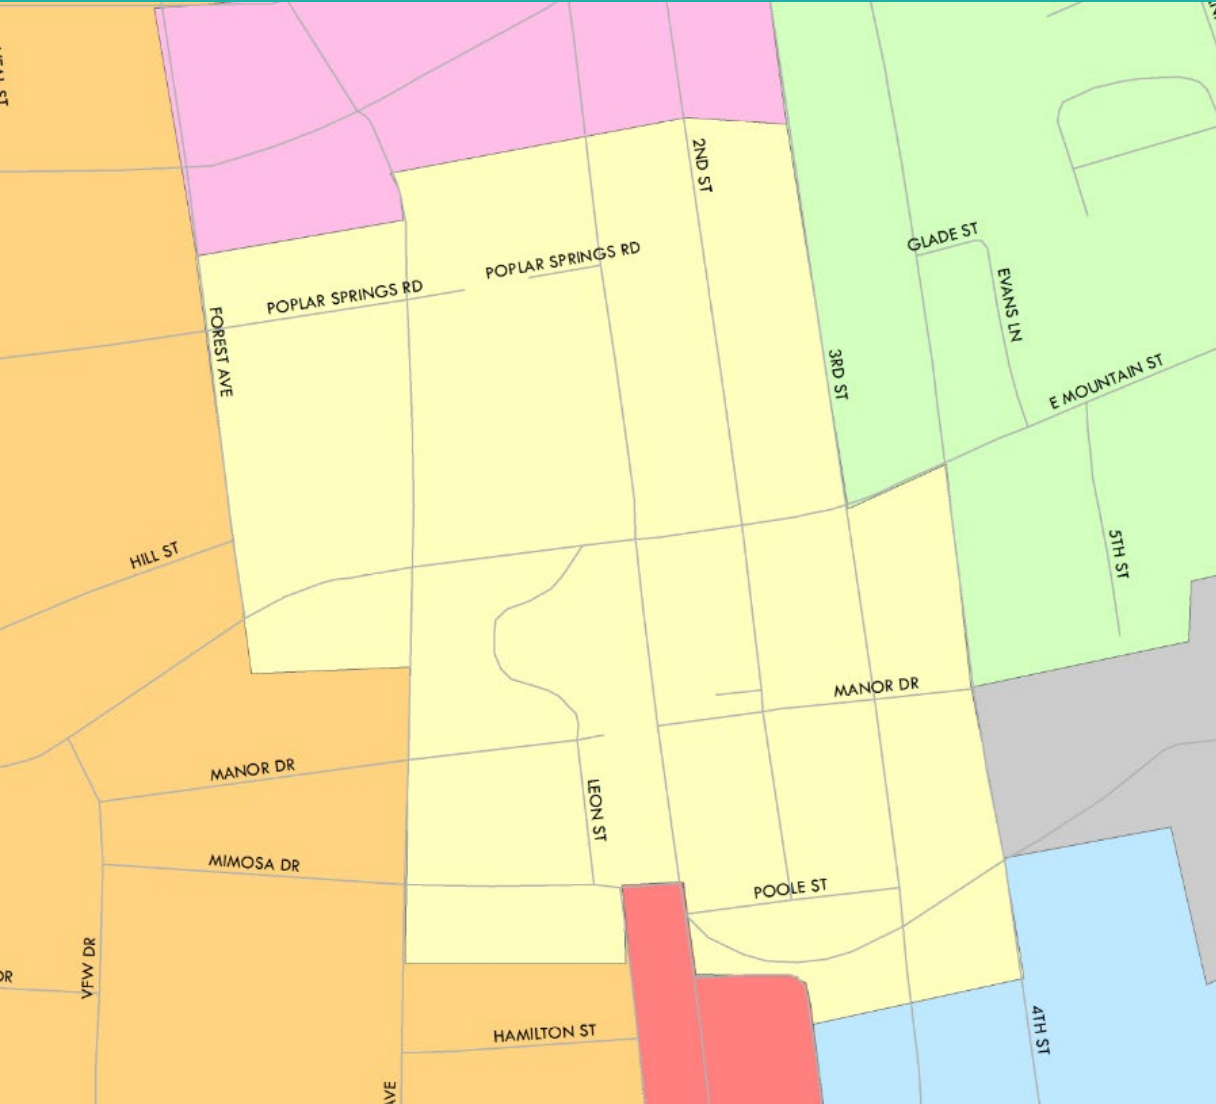 2ND ST
GLADE ST
POPLAR SPRINGS RD
POPLAR SPRINGS RD
EVANS LN
FOREST AVE
3RD ST
E MOUNTAIN ST
HILL ST
5TH ST
MANOR DR
MANOR DR
LEON ST
MIMOSA DR
POOLE ST
VFW DR
DR
HAMILTON ST
4TH ST
AVE